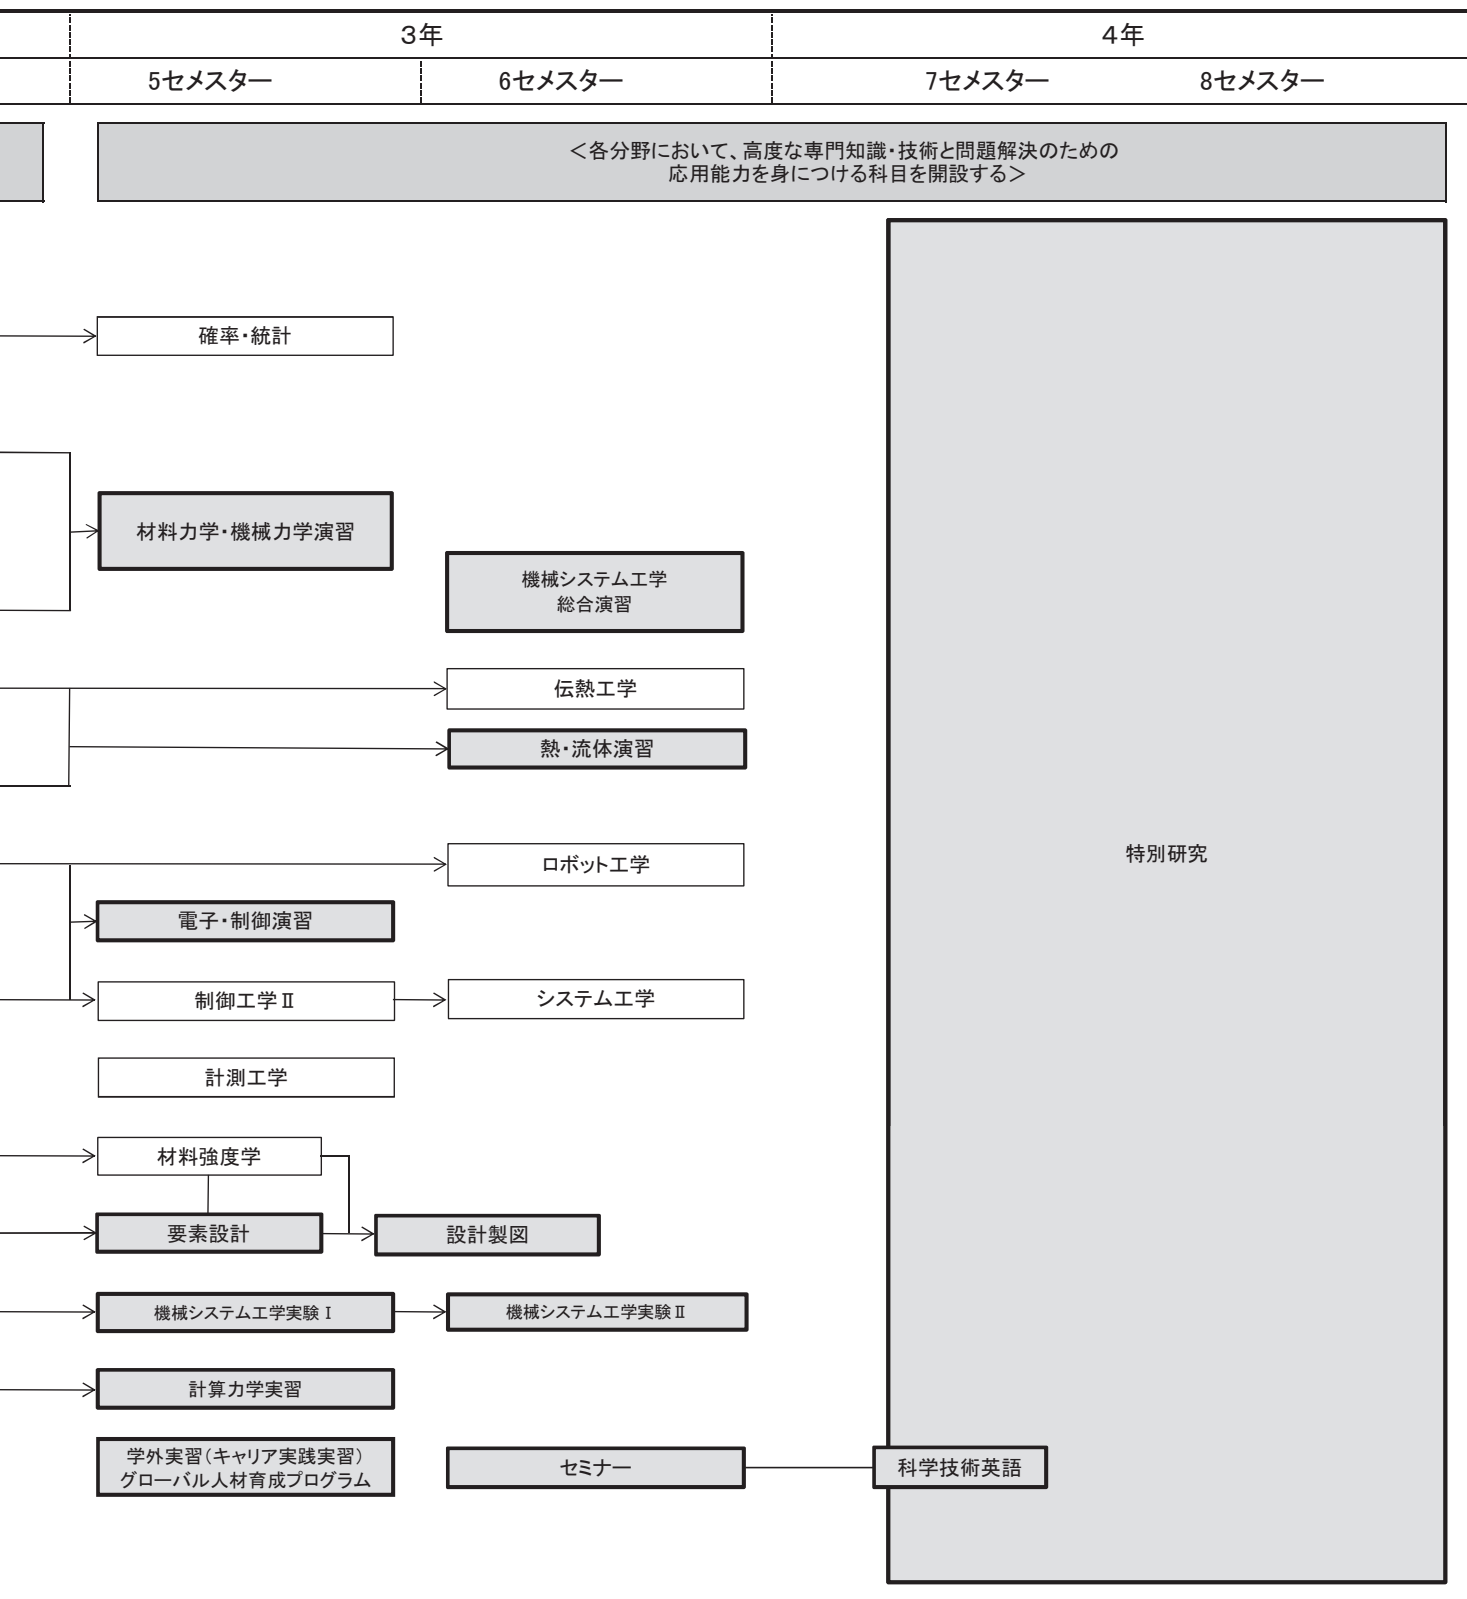 3年
4年
5セメスター
6セメスター
7セメスター
8セメスター
＜各分野において、高度な専門知識・技術と問題解決のための
応用能力を身につける科目を開設する＞
確率・統計
材料力学・機械力学演習
機械システム工学
総合演習
伝熱工学
熱・流体演習
特別研究
ロボット工学
電子・制御演習
制御工学Ⅱ
システム工学
計測工学
材料強度学
要素設計
設計製図
機械システム工学実験Ⅰ
機械システム工学実験Ⅱ
計算力学実習
学外実習（キャリア実践実習）
グローバル人材育成プログラム
セミナー
科学技術英語